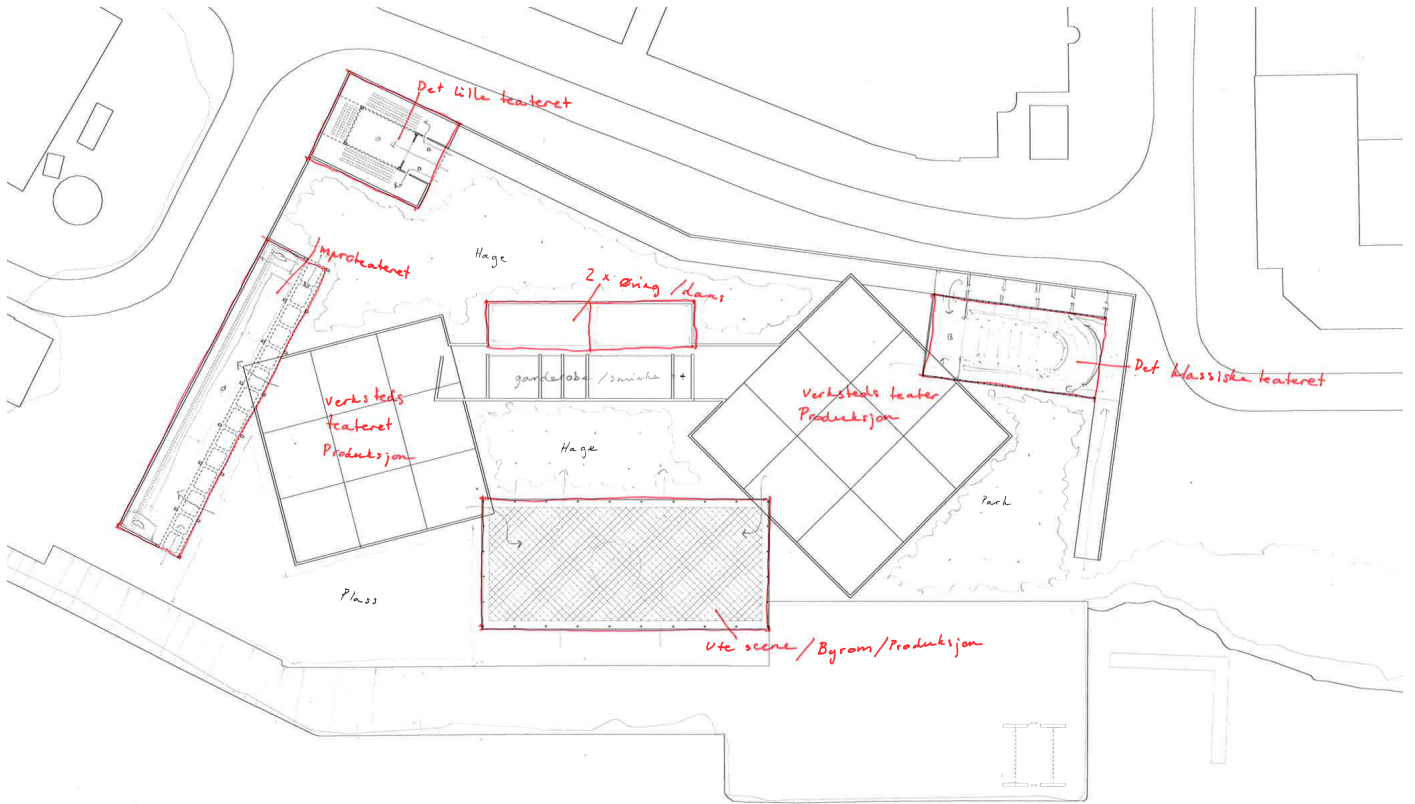 Det lille teateret
Improteateret
Hage
2 x Øving / dans
Det klassiske teateret
garderobe / sminke
verksteds
teateret
Produksjon
verksteds teater
Produksjon
Hage
Park
Plass
Ute scene / Byrom / Produksjon